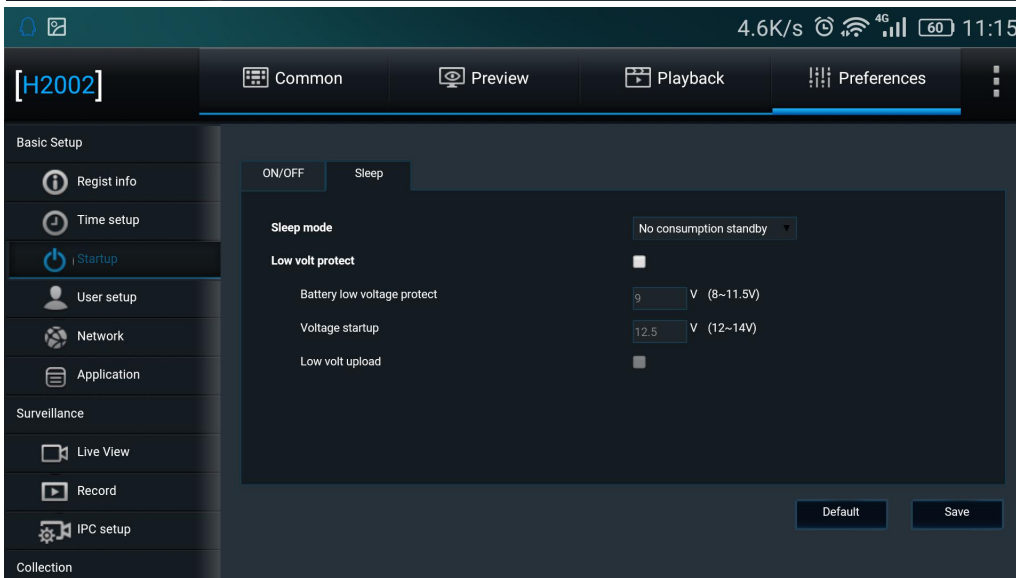 4.6K/s 4G 60 11:15
[H2002] Common Preview Playback Preferences
Basic Setup
Regist info
Time setup
Startup
User setup
Network
Application
Surveillance
Live View
Record
IPC setup
Collection
ON/OFF Sleep
Sleep mode No consumption standby
Low volt protect
Battery low voltage protect 9 V (8~11.5V)
Voltage startup 12.5 V (12~14V)
Low volt upload
Default Save